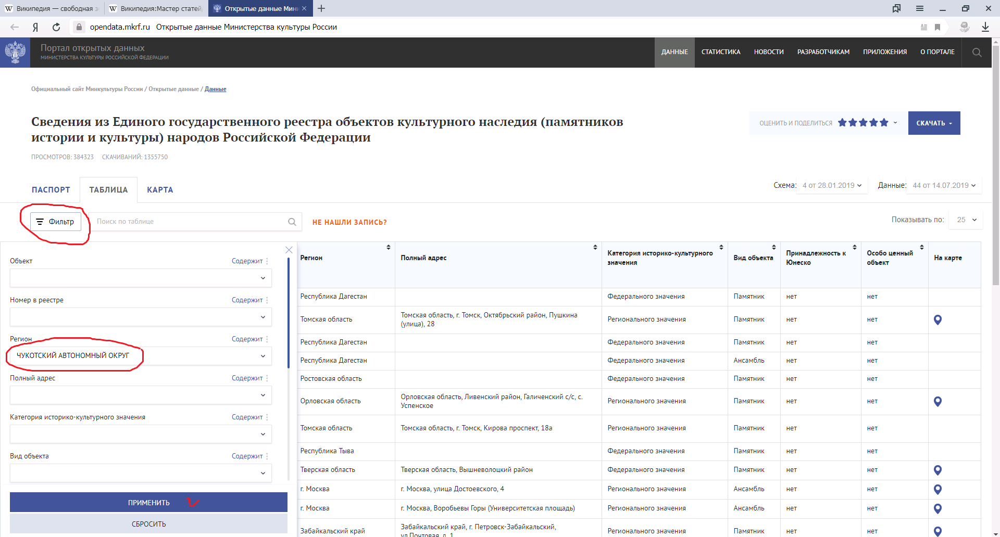 Википедия — свободная э
Википедия:Мастер статей
Открытые данные Мини
opendata.mkrf.ru Открытые данные Министерства культуры России
Портал открытых данных
МИНИСТЕРСТВА КУЛЬТУРЫ РОССИЙСКОЙ ФЕДЕРАЦИИ
ДАННЫЕ СТАТИСТИКА НОВОСТИ РАЗРАБОТЧИКАМ ПРИЛОЖЕНИЯ О ПОРТАЛЕ
Официальный сайт Минкультуры России / Открытые данные / Данные
Сведения из Единого государственного реестра объектов культурного наследия (памятников
истории и культуры) народов Российской Федерации
ОЦЕНИТЬ И ПОДЕЛИТЬСЯ
СКАЧАТЬ
ПРОСМОТРОВ: 384323 СКАЧИВАНИЙ: 1355750
ПАСПОРТ ТАБЛИЦА КАРТА
Схема: 4 от 28.01.2019 Данные: 44 от 14.07.2019
Фильтр
Поиск по таблице
НЕ НАШЛИ ЗАПИСЬ?
Показывать по: 25
Объект Содержит
Номер в реестре Содержит
Регион Содержит
ЧУКОТСКИЙ АВТОНОМНЫЙ ОКРУГ
Полный адрес Содержит
Категория историко-культурного значения Содержит
Вид объекта Содержит
ПРИМЕНИТЬ
СБРОСИТЬ
Регион
Полный адрес
Категория историко-культурного
значения
Вид объекта
Принадлежность к
Юнеско
Особо ценный
объект
На карте
Республика Дагестан Федерального значения Памятник нет нет
Томская область
Томская область, г. Томск, Октябрьский район, Пушкина
(улица), 28
Регионального значения Памятник нет нет
Республика Дагестан Федерального значения Памятник нет нет
Республика Дагестан Федерального значения Ансамбль нет нет
Ростовская область Федерального значения Памятник нет нет
Орловская область
Орловская область, Ливенский район, Галиченский с/с, с.
Успенское
Регионального значения Памятник нет нет
Томская область Томская область, г. Томск, Кирова проспект, 18а Регионального значения Памятник нет нет
Республика Тыва Федерального значения Памятник нет нет
Тверская область Тверская область, Вышневолоцкий район Федерального значения Памятник нет нет
г. Москва г. Москва, улица Достоевского, 4 Регионального значения Ансамбль нет нет
г. Москва г. Москва, Воробьевы Горы (Университетская площадь) Регионального значения Ансамбль нет нет
Забайкальский край
Забайкальский край, г. Петровск-Забайкальский,
ул.Почтовая, д. 1
Регионального значения Памятник нет нет